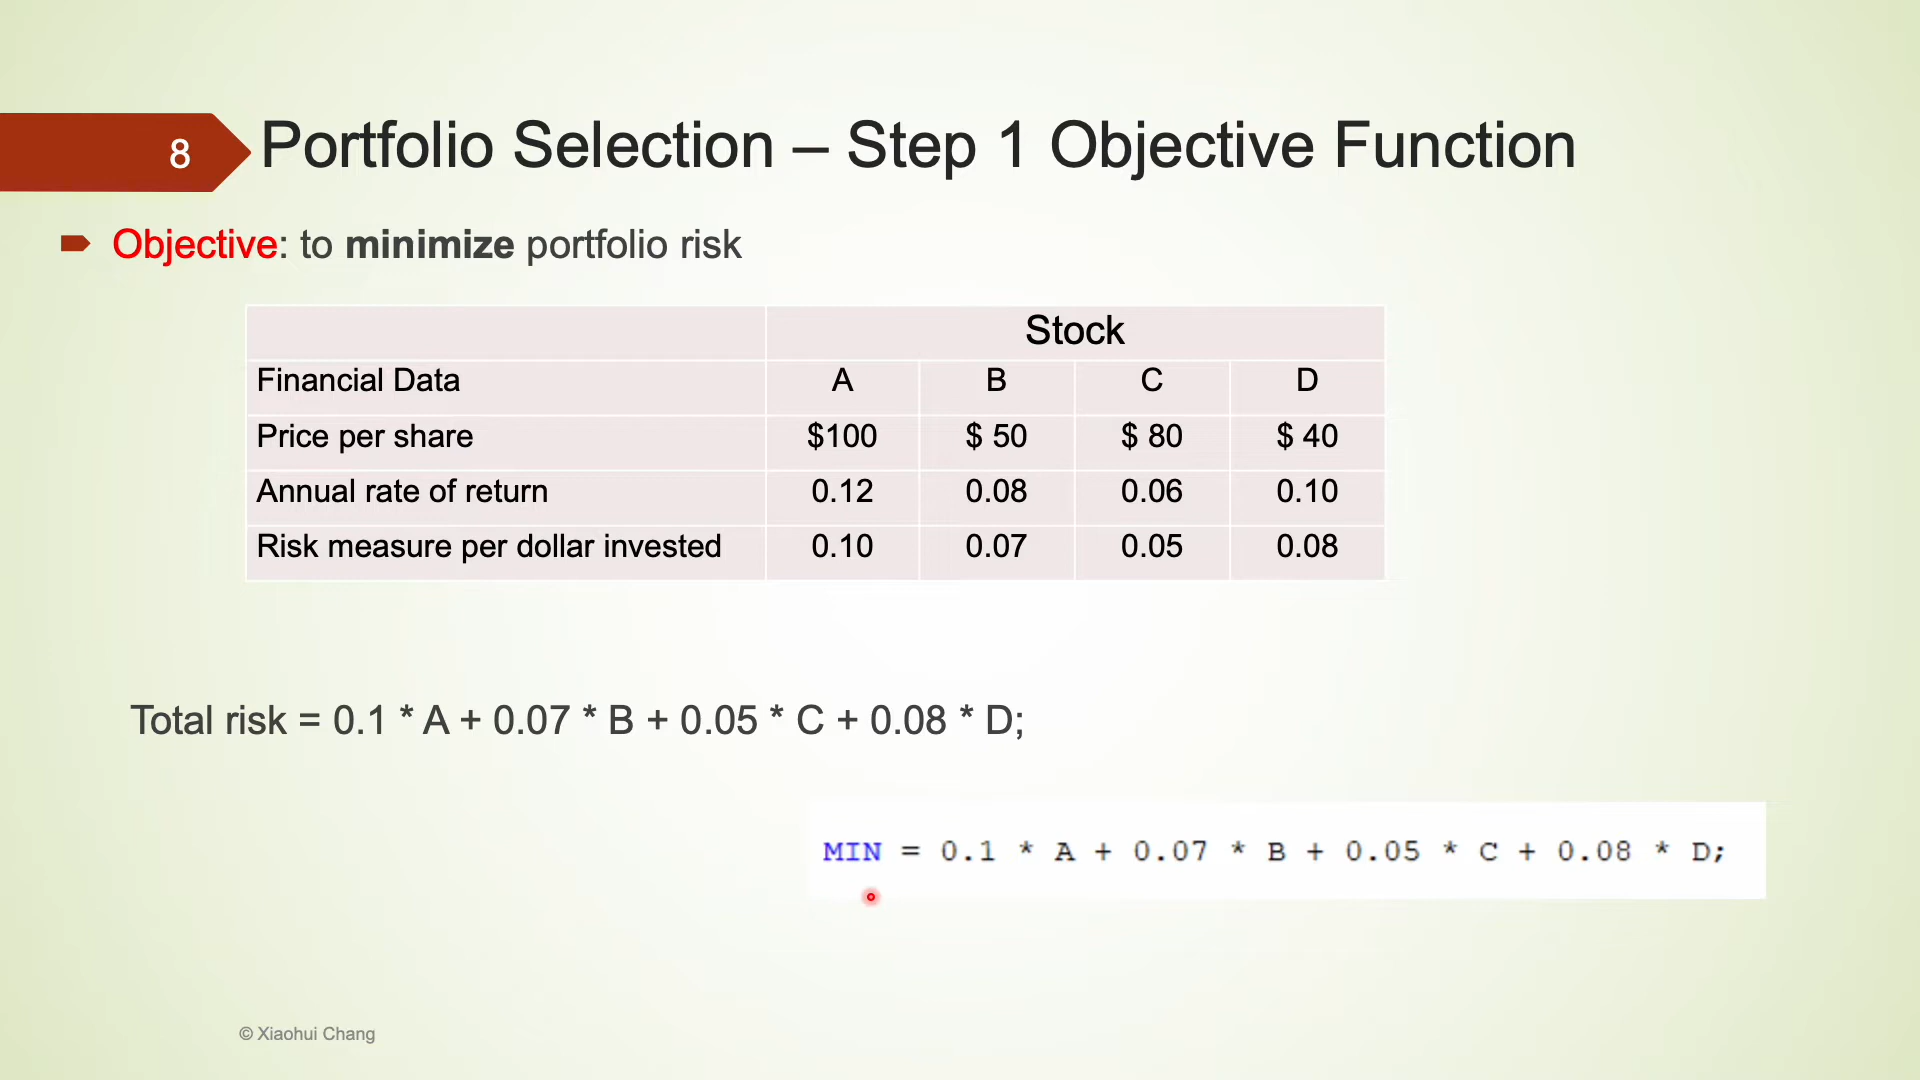 8
Portfolio Selection – Step 1 Objective Function
Objective: to minimize portfolio risk
Stock
Financial Data A B C D
Price per share $100 $ 50 $ 80 $ 40
Annual rate of return 0.12 0.08 0.06 0.10
Risk measure per dollar invested 0.10 0.07 0.05 0.08
Total risk = 0.1 * A + 0.07 * B + 0.05 * C + 0.08 * D;
MIN = 0.1 * A + 0.07 * B + 0.05 * C + 0.08 * D;
© Xiaohui Chang